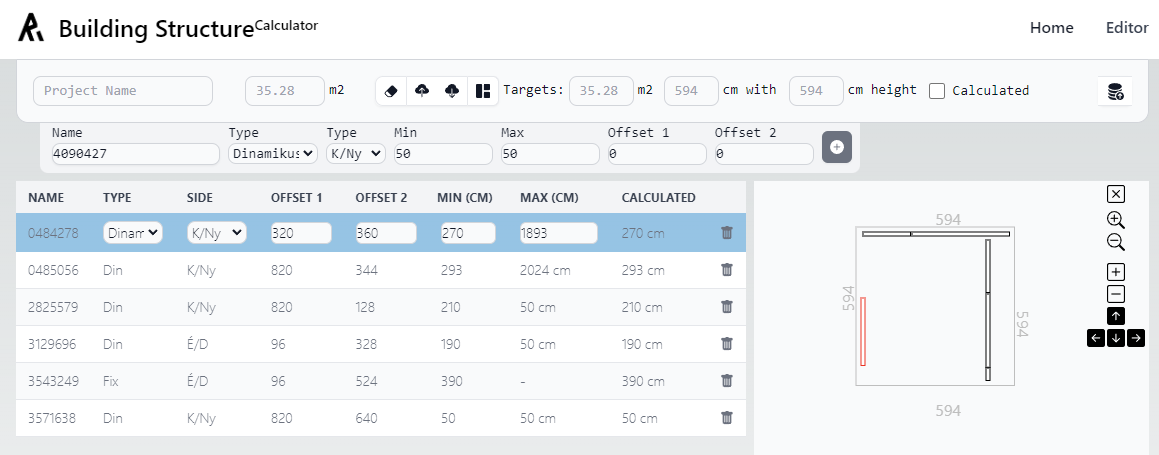 Building Structure Calculator
Home Editor
Project Name 35.28 m2 Targets: 35.28 m2 594 cm with 594 cm height Calculated
Name Type Type Min Max Offset 1 Offset 2
4090427 Dinamikus K/Ny 50 50 0 0
NAME TYPE SIDE OFFSET 1 OFFSET 2 MIN (CM) MAX (CM) CALCULATED
0484278 Dinam K/Ny 320 360 270 1893 270 cm
0485056 Din K/Ny 820 344 293 2024 cm 293 cm
2825579 Din K/Ny 820 128 210 50 cm 210 cm
3129696 Din É/D 96 328 190 50 cm 190 cm
3543249 Fix É/D 96 524 390 - 390 cm
3571638 Din K/Ny 820 640 50 50 cm 50 cm
594
594
594
594